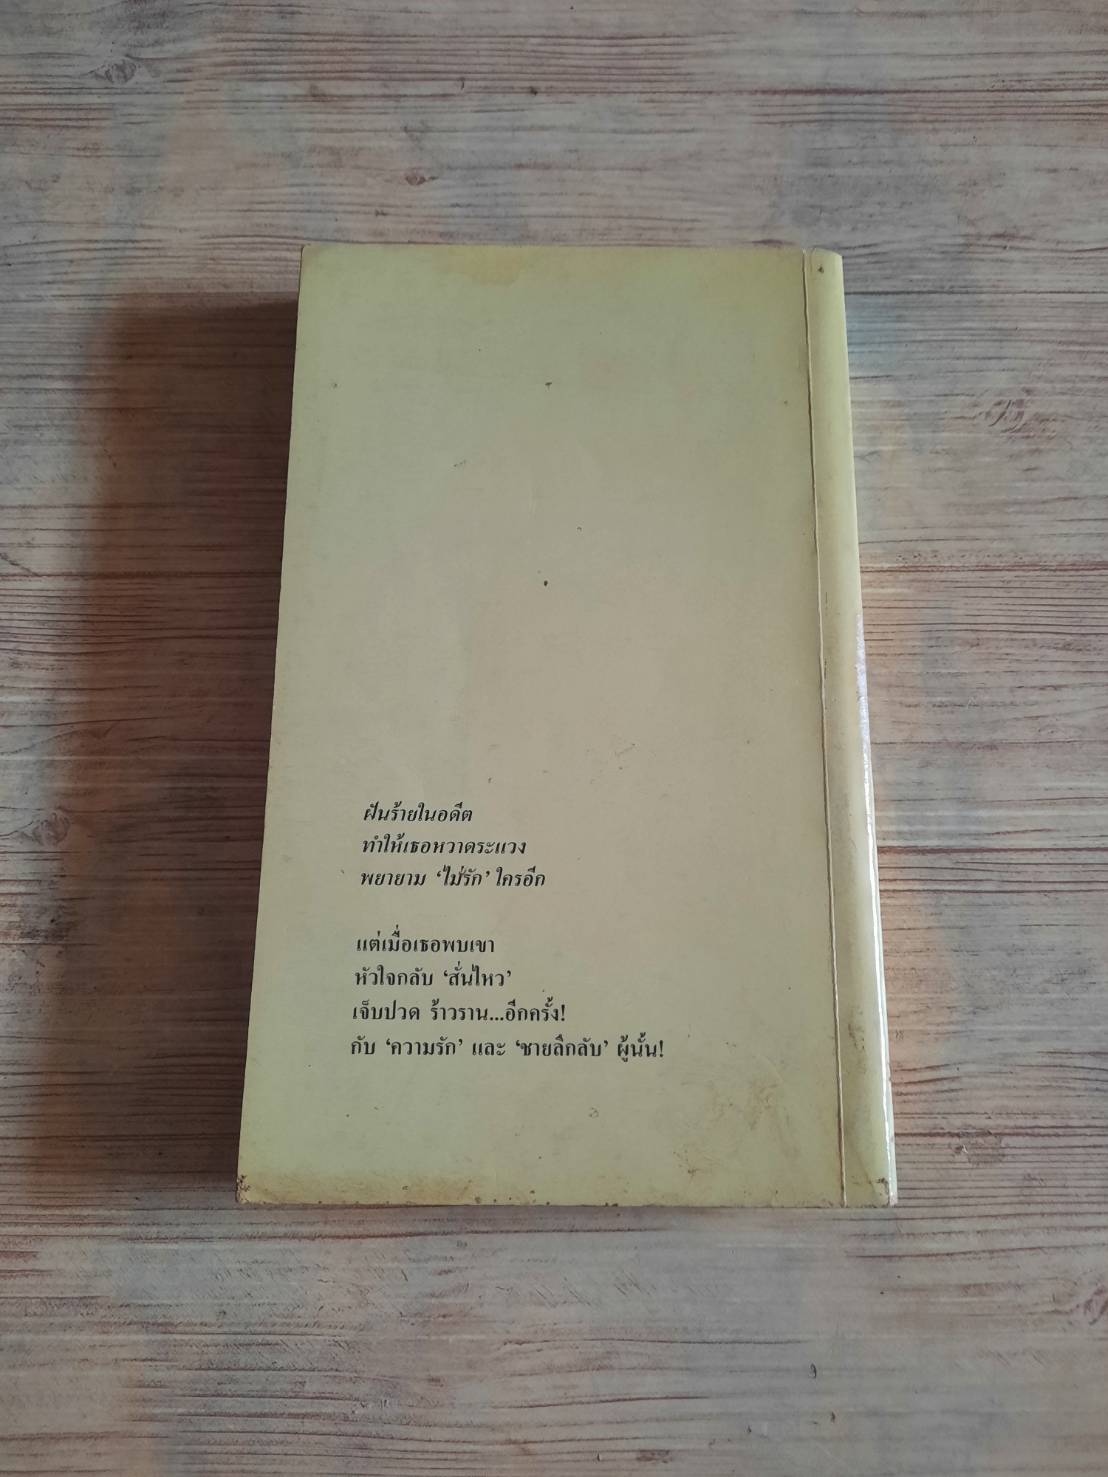 ฝันร้ายในอดีต
ทำให้เธอหวาดระแวง
พยายาม ‘ไม่รัก’ ใครอีก
แต่เมื่อเธอพบเขา
หัวใจกลับ ‘สั่นไหว’
เจ็บปวด ร้าวราน...อีกครั้ง!
กับ ‘ความรัก’ และ ‘ชายลึกลับ’ ผู้นั้น!